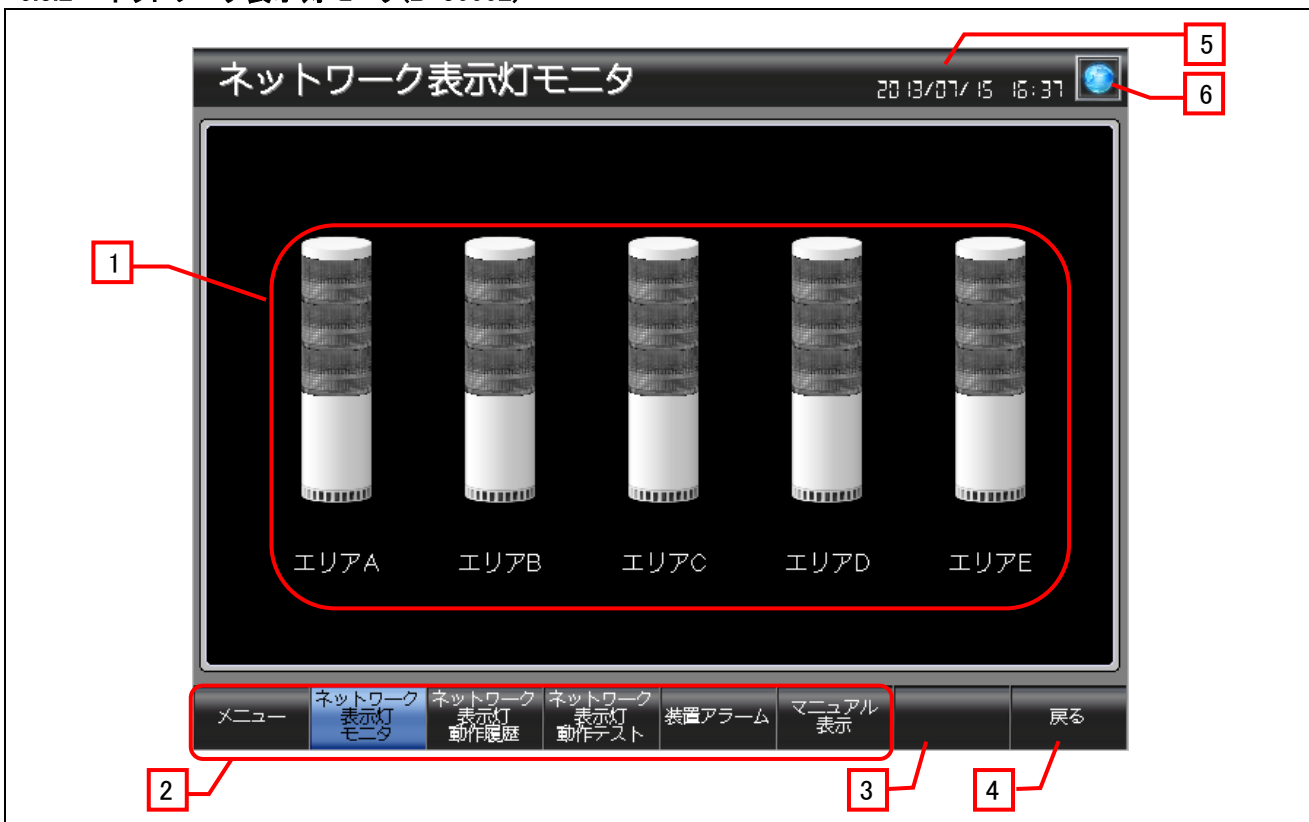 ネットワーク表示灯モニタ
2013/07/15 16:37
5
6
1
エリアA
エリアB
エリアC
エリアD
エリアE
メニュー
ネットワーク
表示灯
モニタ
ネットワーク
表示灯
動作履歴
ネットワーク
表示灯
動作テスト
装置アラーム
マニュアル
表示
戻る
2
3
4